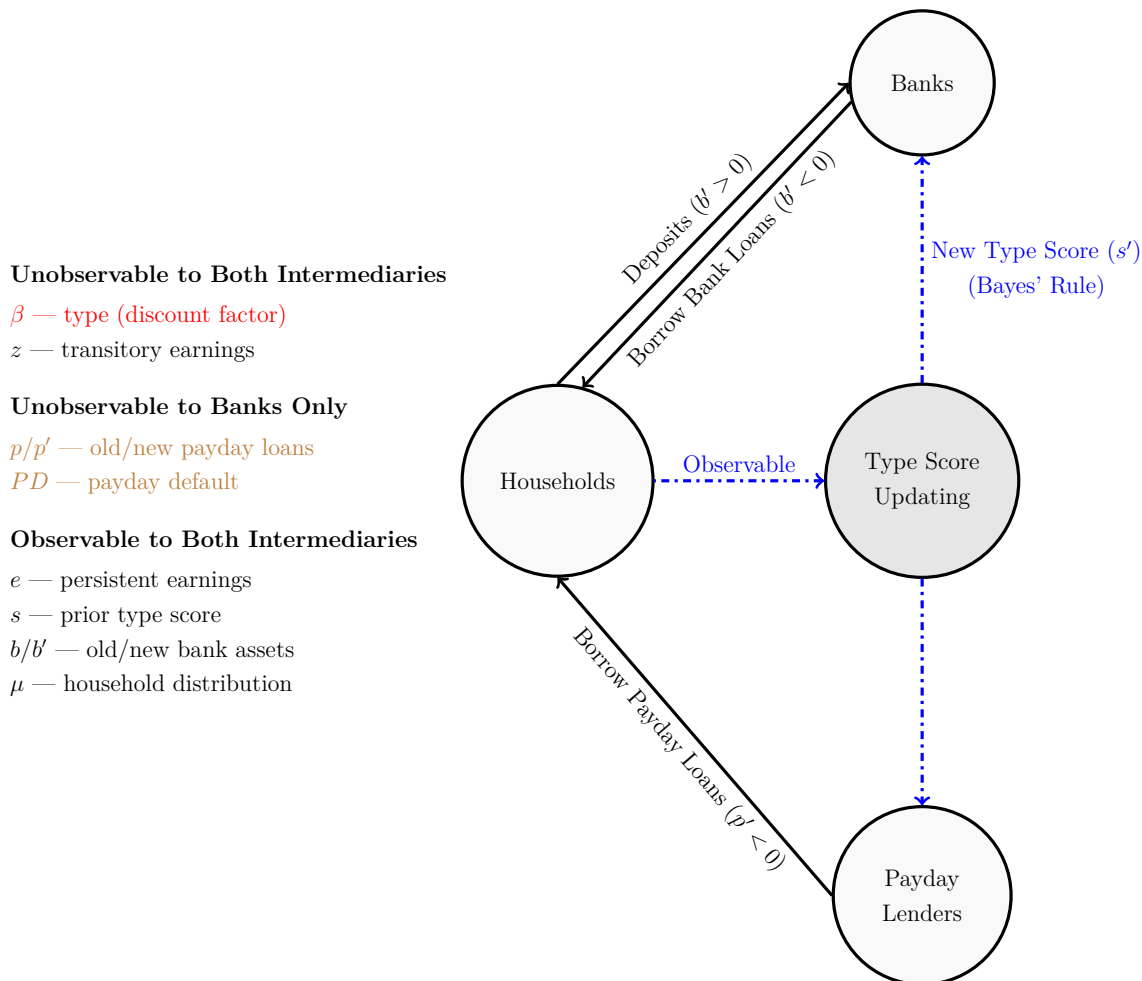 Banks
Deposits (b′ > 0)
Borrow Bank Loans (b′ < 0)
New Type Score (s′)
(Bayes' Rule)
Unobservable to Both Intermediaries
β — type (discount factor)
z — transitory earnings
Unobservable to Banks Only
p/p′ — old/new payday loans
PD — payday default
Observable to Both Intermediaries
e — persistent earnings
s — prior type score
b/b′ — old/new bank assets
μ — household distribution
Households
Observable
Type Score
Updating
Borrow Payday Loans (p′ < 0)
Payday
Lenders